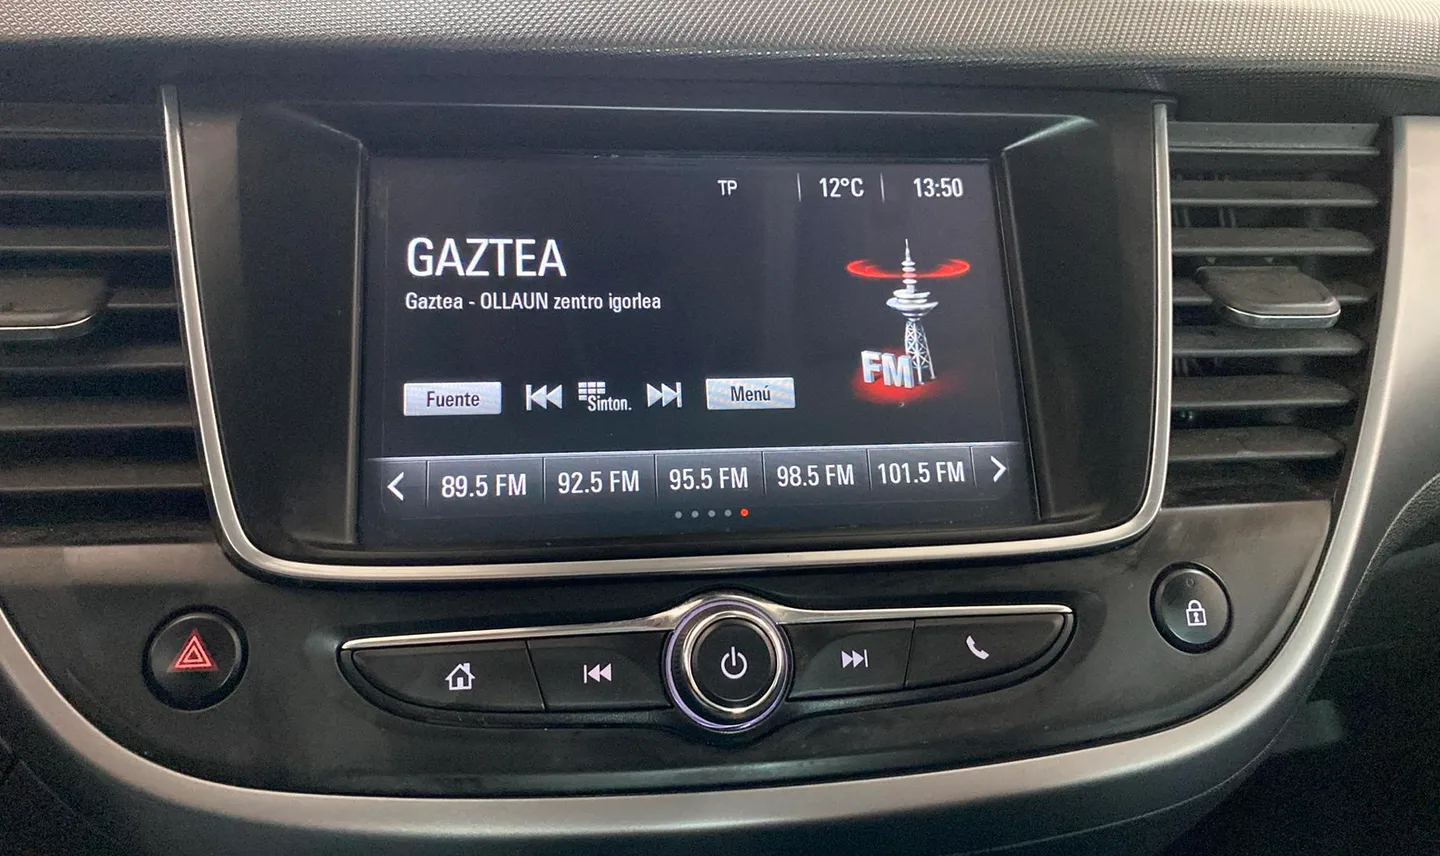 TP 12°C 13:50
GAZTEA
Gaztea - OLLAUN zentro igorlea
FM
Fuente Sinton. Menú
89.5 FM 92.5 FM 95.5 FM 98.5 FM 101.5 FM